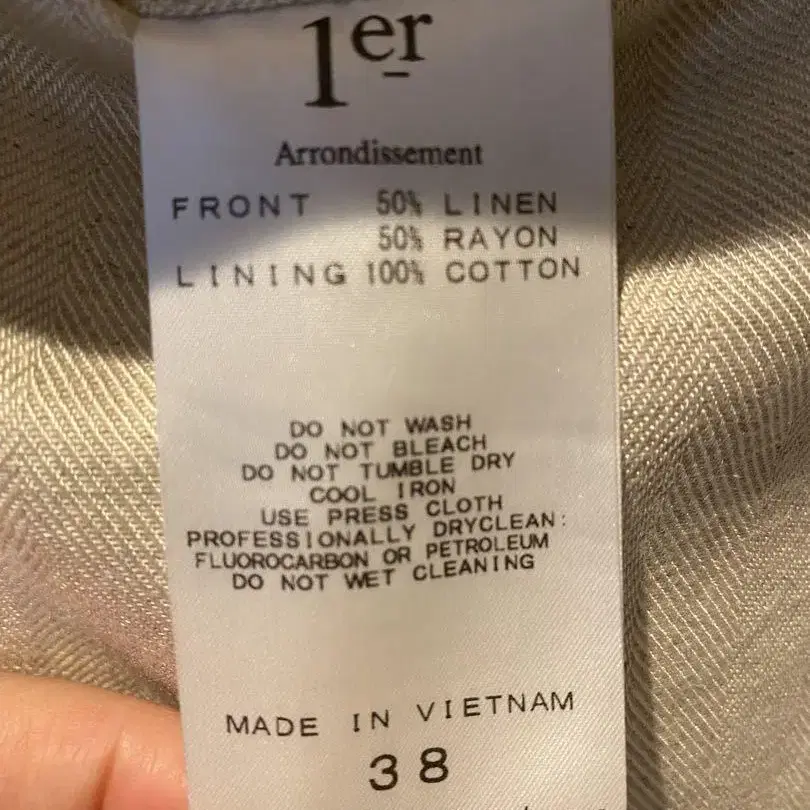 1er
Arrondissement
FRONT 50% LINEN
50% RAYON
LINING 100% COTTON
DO NOT WASH
DO NOT BLEACH
DO NOT TUMBLE DRY
COOL IRON
USE PRESS CLOTH
PROFESSIONALLY DRYCLEAN:
FLUOROCARBON OR PETROLEUM
DO NOT WET CLEANING
MADE IN VIETNAM
38